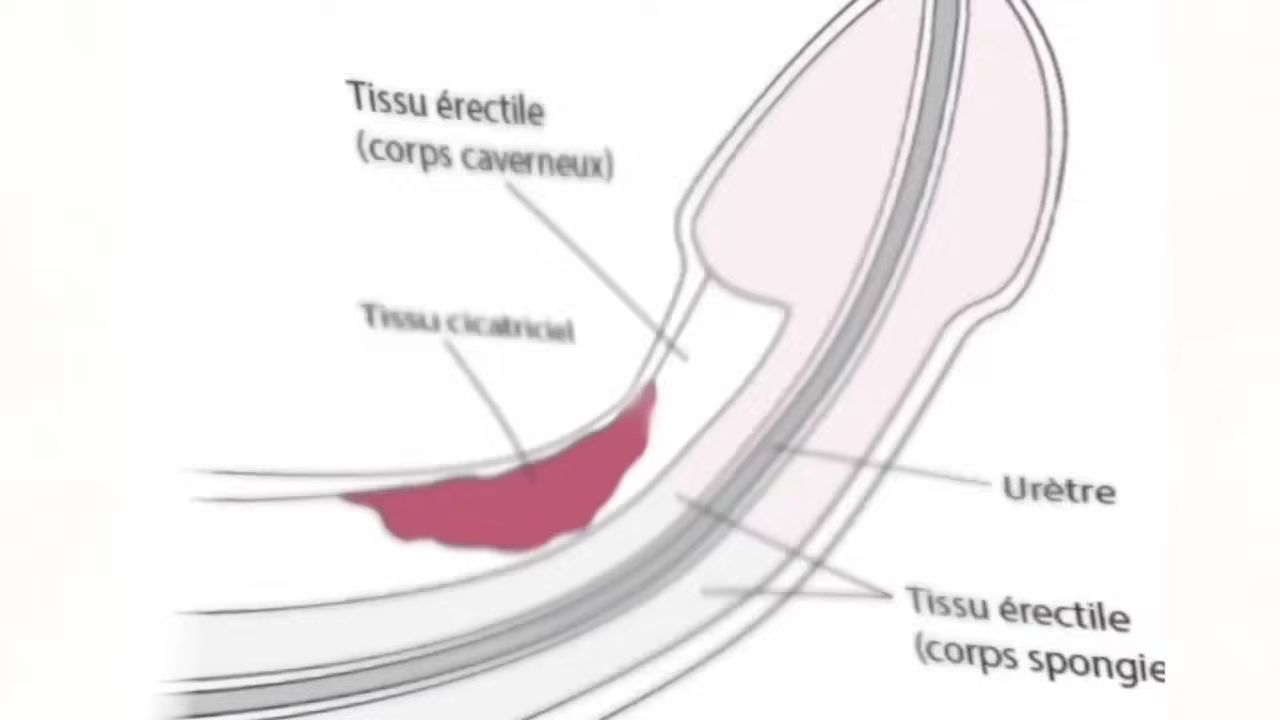 Tissu érectile
(corps caverneux)
Tissu cicatriciel
Urètre
Tissu érectile
(corps spongie